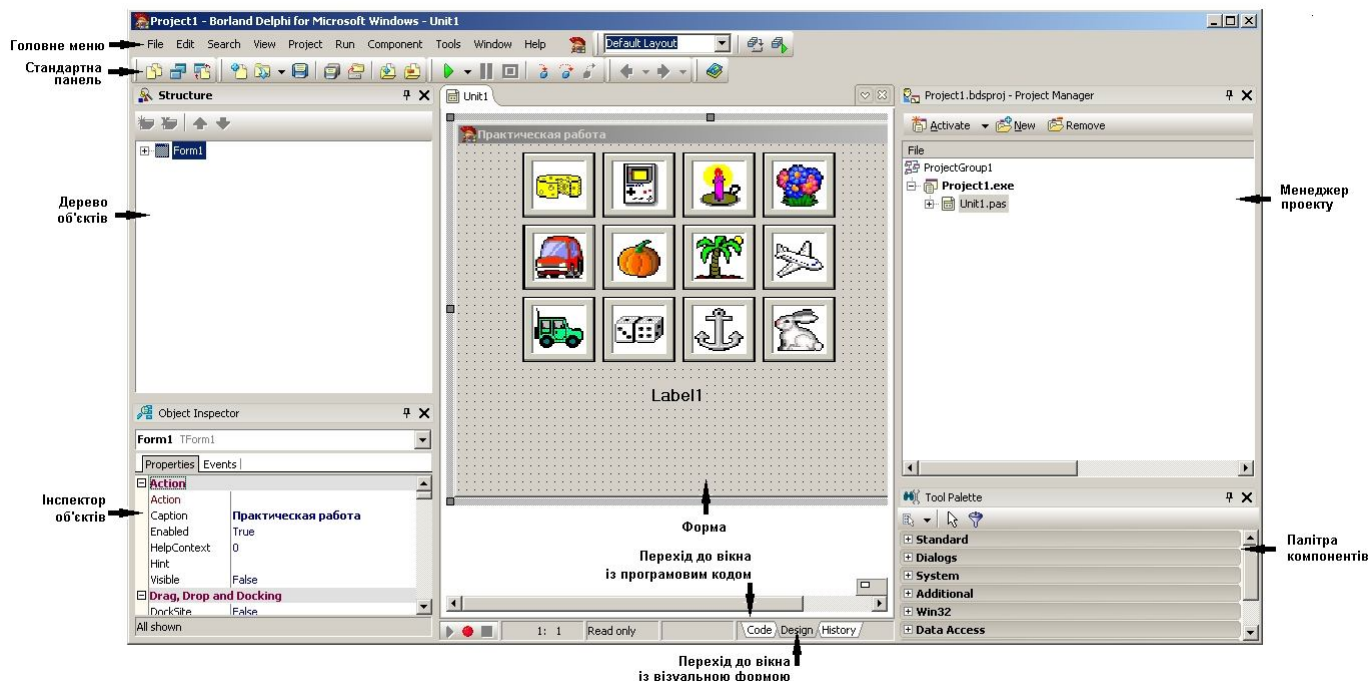 Project1 - Borland Delphi for Microsoft Windows - Unit1
Головне меню
File Edit Search View Project Run Component Tools Window Help
Default Layout
Стандартна
панель
Structure
Form1
Дерево
об'єктів
Unit1
Практическая работа
Label1
Форма
Project1.bdsproj - Project Manager
Activate New Remove
File
ProjectGroup1
Project1.exe
Unit1.pas
Менеджер
проекту
Object Inspector
Form1 TForm1
Properties Events
Action
Action
Caption Практическая работа
Enabled True
HelpContext 0
Hint
Visible False
Drag, Drop and Docking
DockSite False
All shown
Інспектор
об'єктів
Перехід до вікна
із програмовим кодом
1: 1 Read only
Code Design History
Перехід до вікна
із візуальною формою
Tool Palette
Standard
Dialogs
System
Additional
Win32
Data Access
Палітра
компонентів